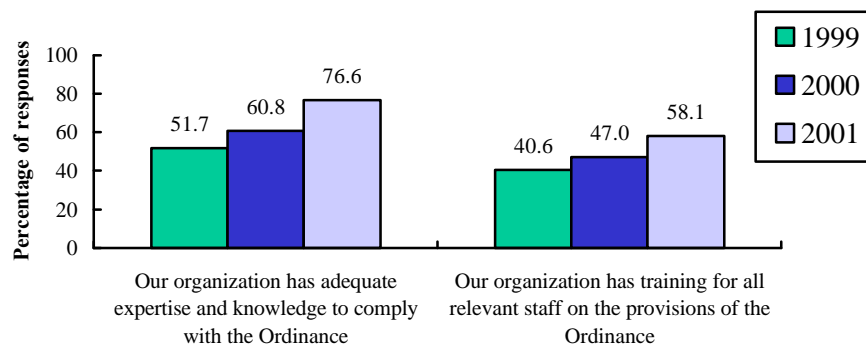 Percentage of responses
100
80
60
40
20
0
51.7
60.8
76.6
40.6
47.0
58.1
1999
2000
2001
Our organization has adequate
expertise and knowledge to comply
with the Ordinance
Our organization has training for all
relevant staff on the provisions of the
Ordinance